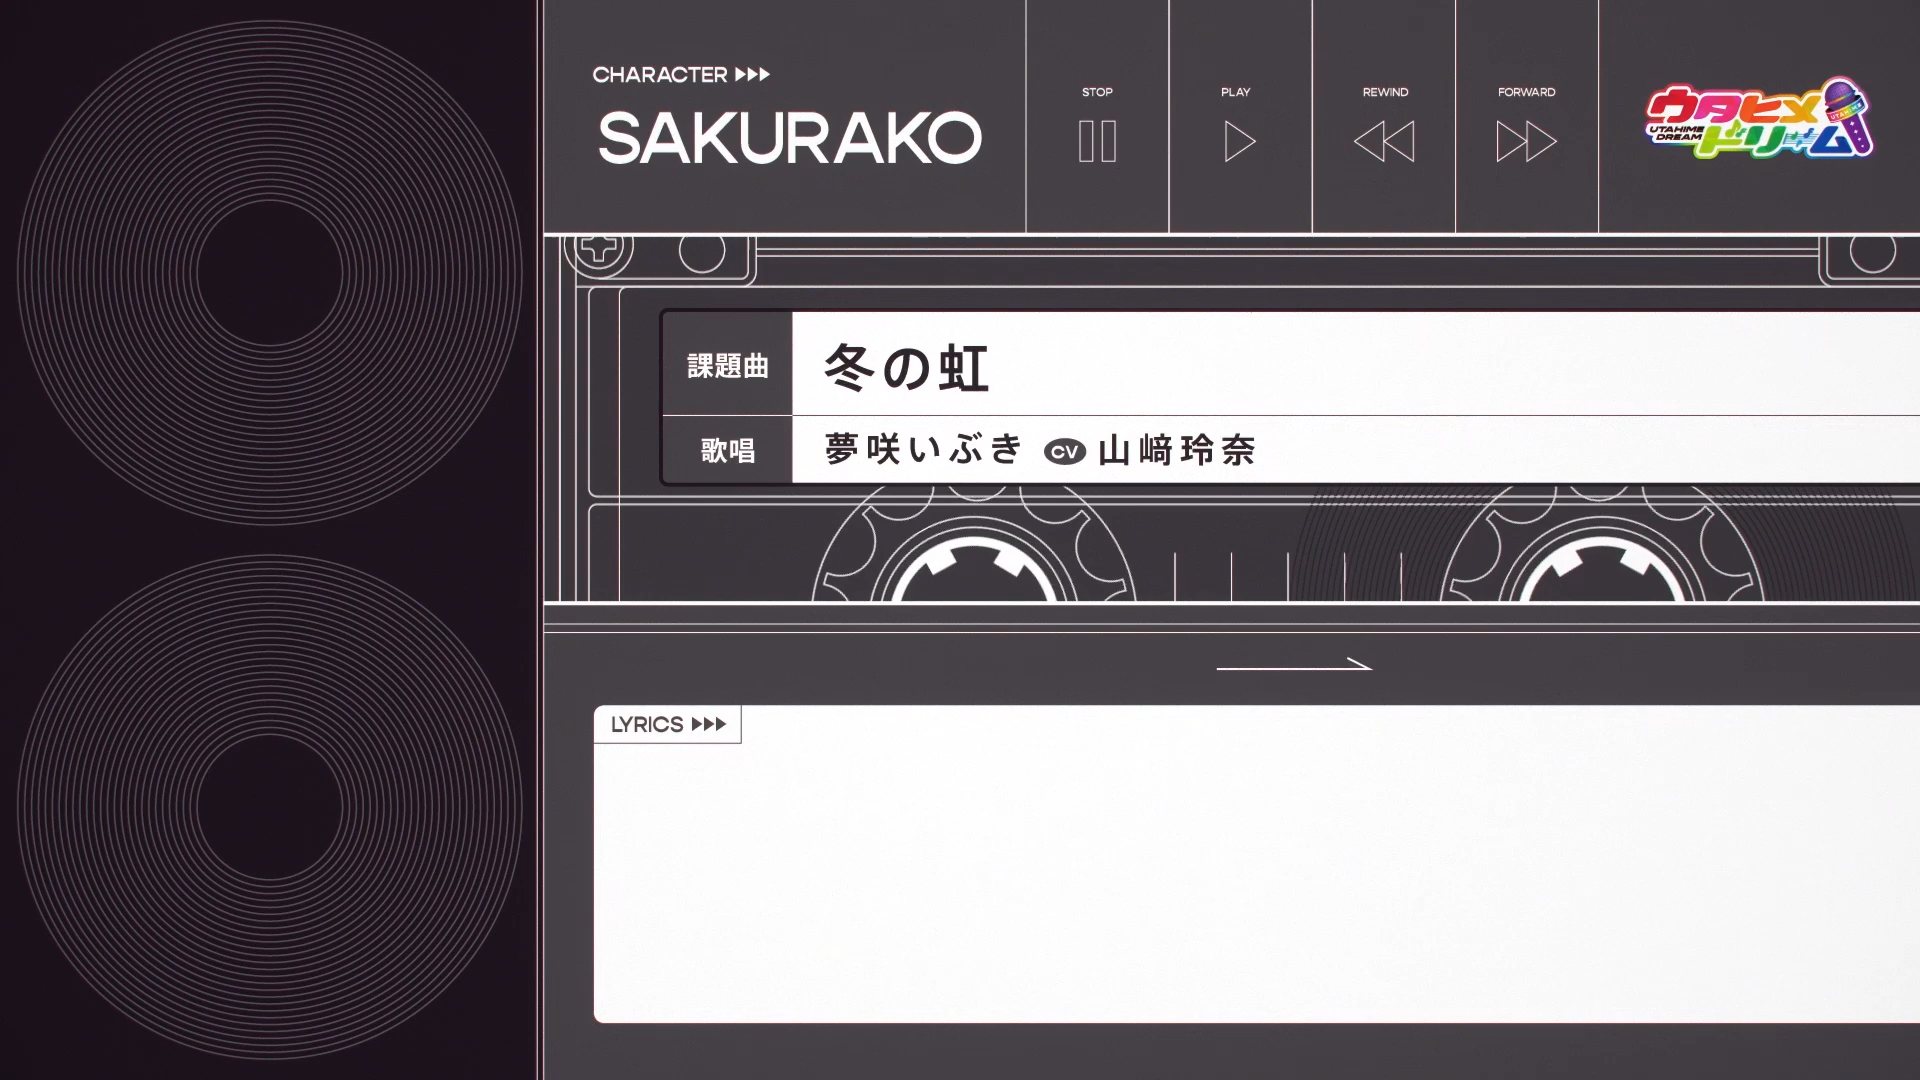 CHARACTER
SAKURAKO
STOP
PLAY
REWIND
FORWARD
ウタヒメ
UTAHIME
DREAM
ドリーム
課題曲
冬の虹
歌唱
夢咲いぶき CV 山﨑玲奈
LYRICS